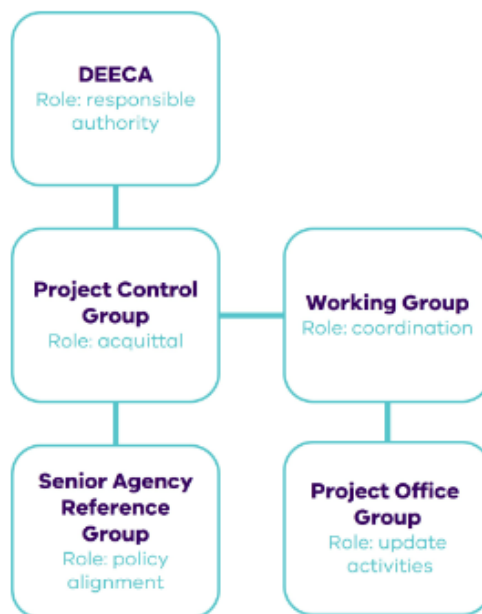 DEECA
Role: responsible
authority
Project Control
Group
Role: acquittal
Working Group
Role: coordination
Senior Agency
Reference
Group
Role: policy
alignment
Project Office
Group
Role: update
activities